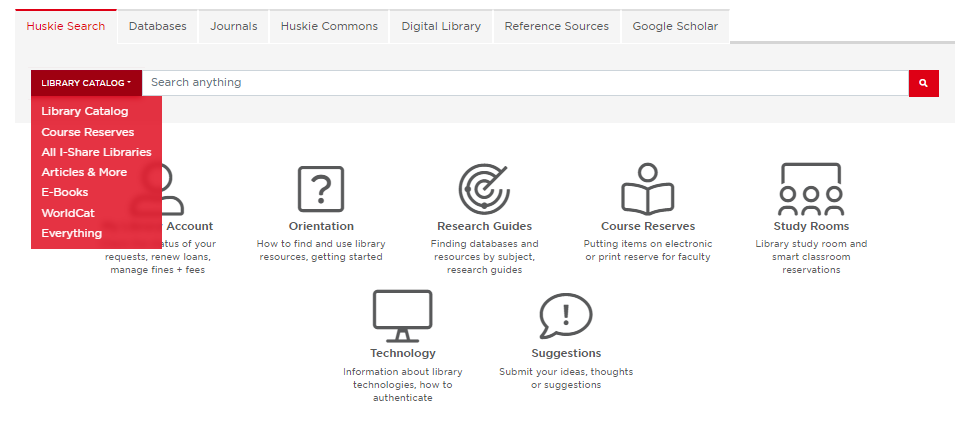 Huskie Search
Databases
Journals
Huskie Commons
Digital Library
Reference Sources
Google Scholar
LIBRARY CATALOG
Search anything
Library Catalog
Course Reserves
All I-Share Libraries
Articles & More
E-Books
WorldCat
Everything
Account
status of your
requests, renew loans,
manage fines + fees
?
Orientation
How to find and use library
resources, getting started
Research Guides
Finding databases and
resources by subject,
research guides
Course Reserves
Putting items on electronic
or print reserve for faculty
Study Rooms
Library study room and
smart classroom
reservations
Technology
Information about library
technologies, how to
authenticate
!
Suggestions
Submit your ideas, thoughts
or suggestions